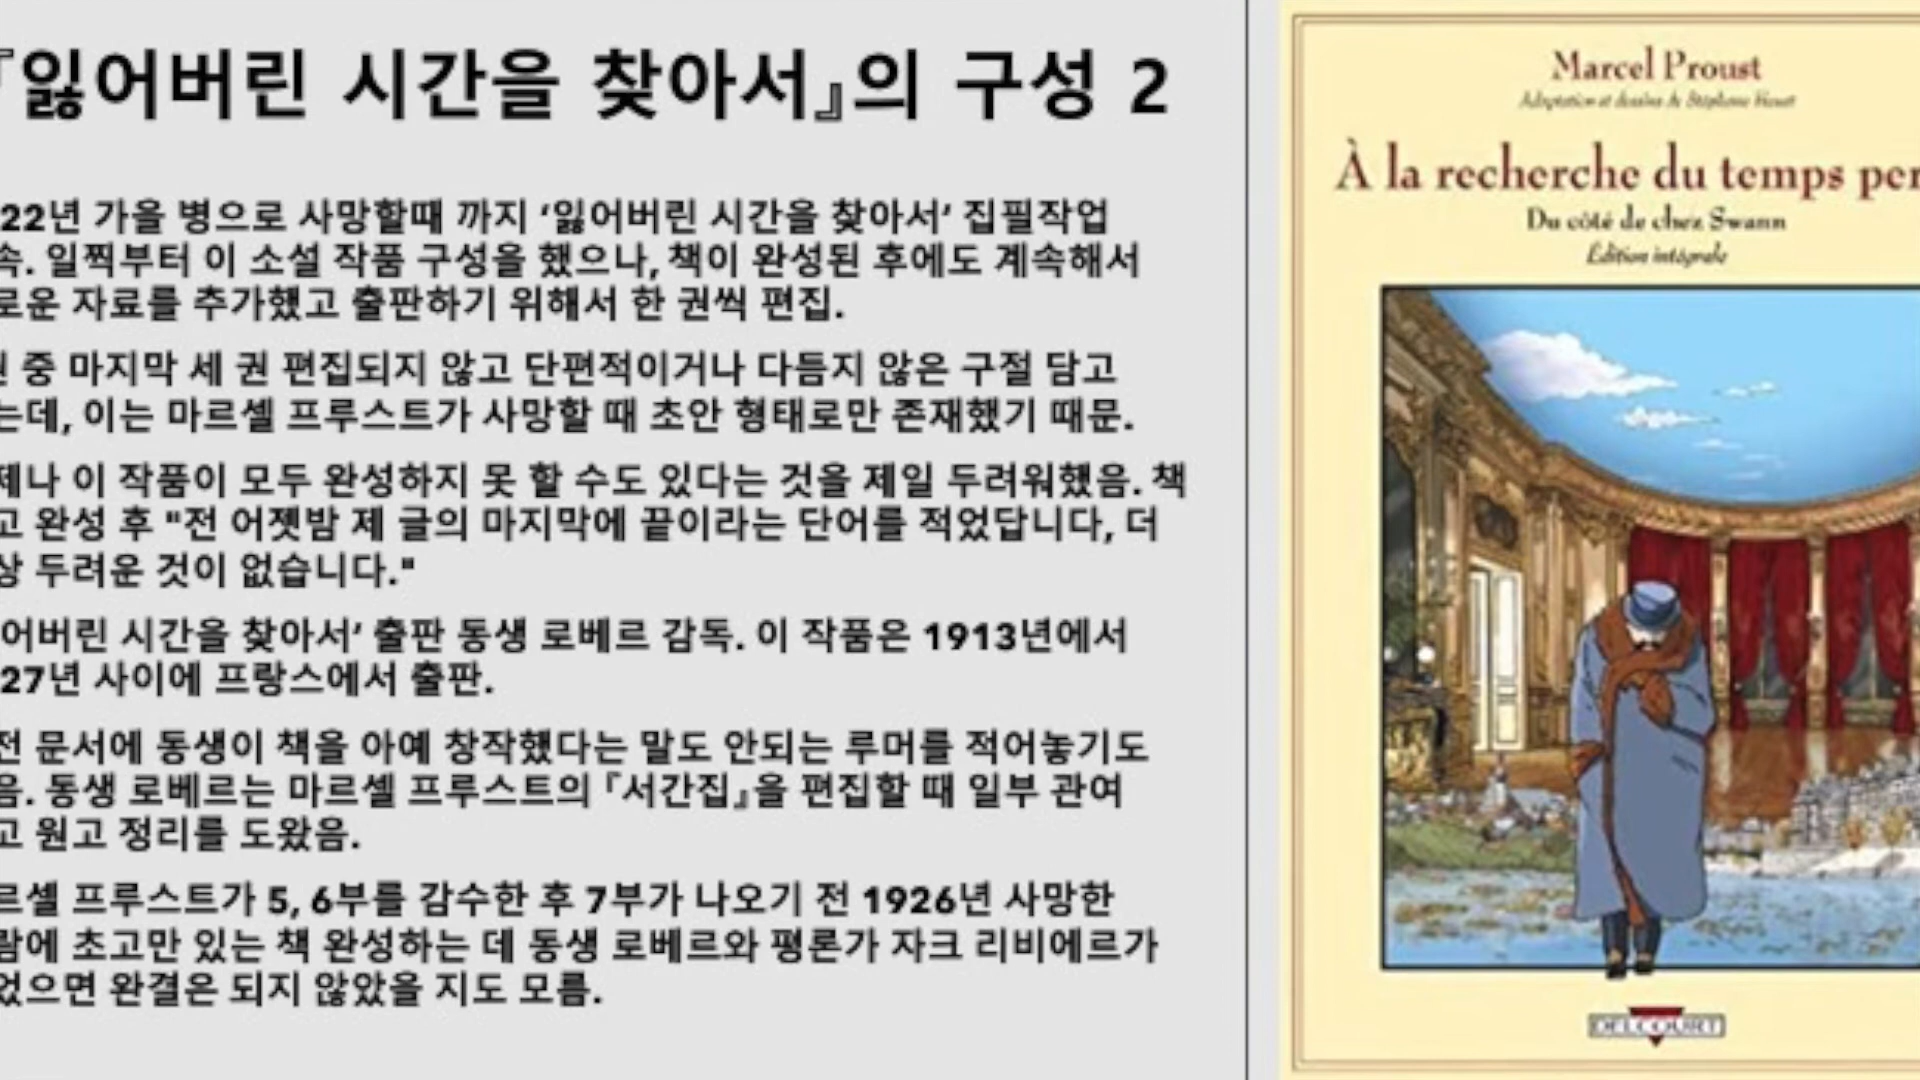 『잃어버린 시간을 찾아서』의 구성 2
22년 가을 병으로 사망할때 까지 ‘잃어버린 시간을 찾아서’ 집필작업
속. 일찍부터 이 소설 작품 구성을 했으나, 책이 완성된 후에도 계속해서
로운 자료를 추가했고 출판하기 위해서 한 권씩 편집.
중 마지막 세 권 편집되지 않고 단편적이거나 다듬지 않은 구절 담고
는데, 이는 마르셀 프루스트가 사망할 때 초안 형태로만 존재했기 때문.
제나 이 작품이 모두 완성하지 못 할 수도 있다는 것을 제일 두려워했음. 책
고 완성 후 "전 어젯밤 제 글의 마지막에 끝이라는 단어를 적었답니다, 더
상 두려운 것이 없습니다."
어버린 시간을 찾아서’ 출판 동생 로베르 감독. 이 작품은 1913년에서
27년 사이에 프랑스에서 출판.
전 문서에 동생이 책을 아예 창작했다는 말도 안되는 루머를 적어놓기도
음. 동생 로베르는 마르셀 프루스트의 『서간집』을 편집할 때 일부 관여
고 원고 정리를 도왔음.
르셀 프루스트가 5, 6부를 감수한 후 7부가 나오기 전 1926년 사망한
람에 초고만 있는 책 완성하는 데 동생 로베르와 평론가 자크 리비에르가
었으면 완결은 되지 않았을 지도 모름.
Marcel Proust
Adaptation et dessins de Stéphane Heuet
À la recherche du temps per
Du côté de chez Swann
Édition intégrale
DELCOURT